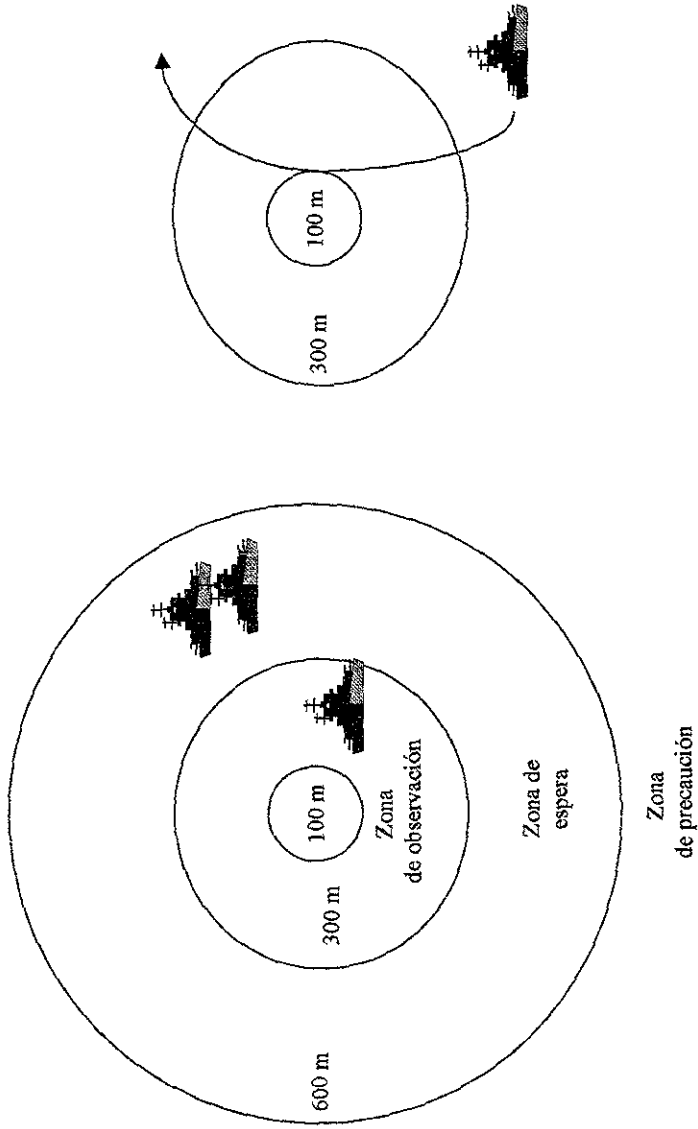 600 m
300 m
100 m
Zona
de observación
Zona de
espera
Zona
de precaución
300 m
100 m